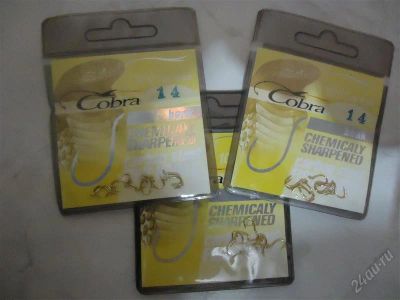 Cobra
14
CHEMICALY
SHARPENED
Cobra
14
CHEMICALY
SHARPENED
CHEMICALY
SHARPENED
24au.ru